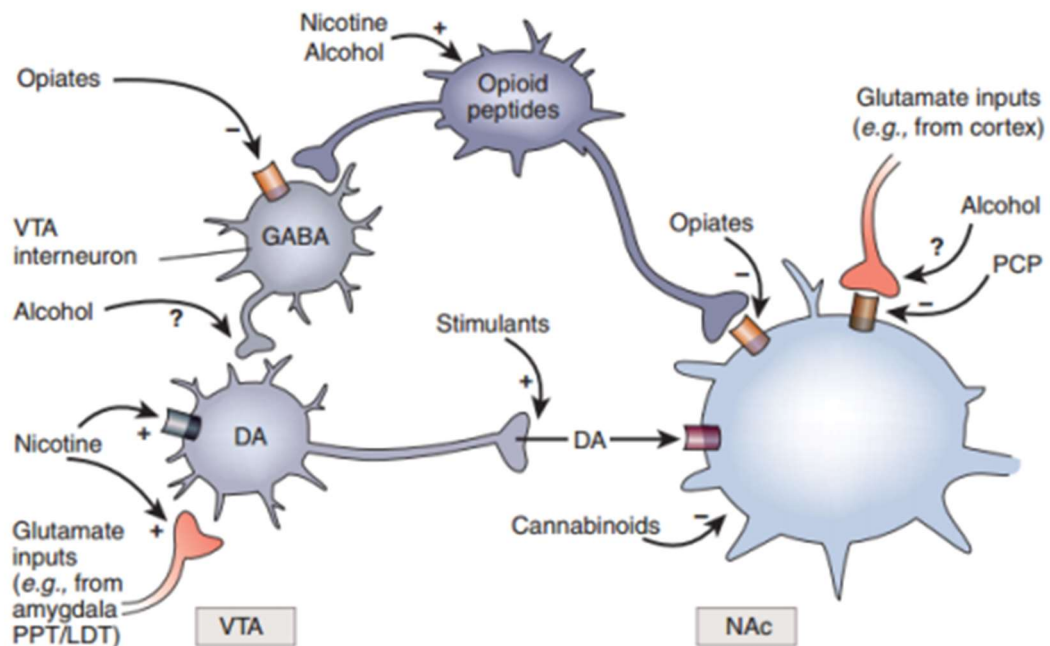 Nicotine
Alcohol
+
Opioid
peptides
Opiates
–
Glutamate inputs
(e.g., from cortex)
VTA
interneuron
GABA
Opiates
–
Alcohol
?
PCP
–
Alcohol
?
Stimulants
+
Nicotine
+
+
DA
DA
Cannabinoids
–
Glutamate
inputs
(e.g., from
amygdala
PPT/LDT)
VTA
NAc